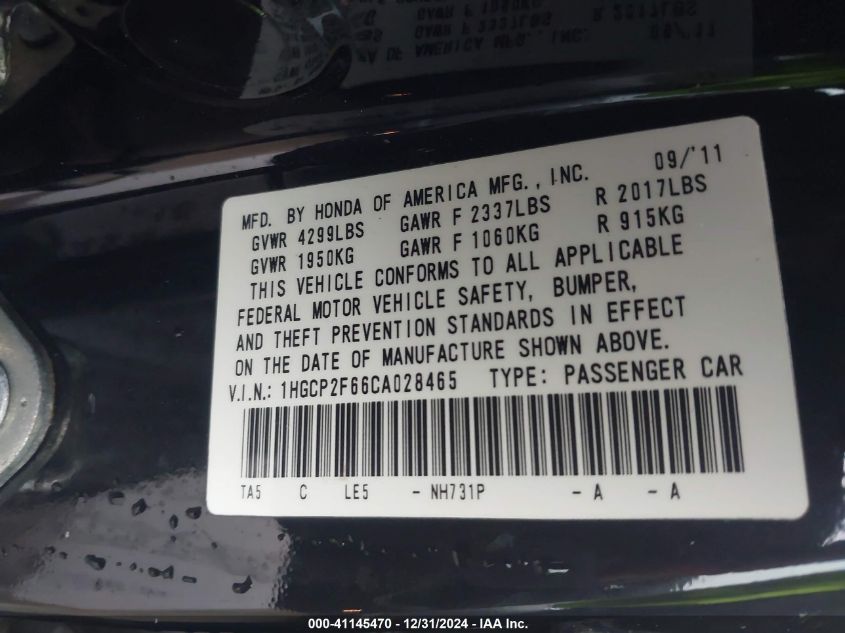 MFD. BY HONDA OF AMERICA MFG., INC. 09/'11
GVWR 4299LBS GAWR F 2337LBS R 2017LBS
GVWR 1950KG GAWR F 1060KG R 915KG
THIS VEHICLE CONFORMS TO ALL APPLICABLE
FEDERAL MOTOR VEHICLE SAFETY, BUMPER,
AND THEFT PREVENTION STANDARDS IN EFFECT
ON THE DATE OF MANUFACTURE SHOWN ABOVE.
V.I.N.: 1HGCP2F66CA028465 TYPE: PASSENGER CAR
TA5 C LE5 - NH731P - A - A
000-41145470 - 12/31/2024 - IAA Inc.